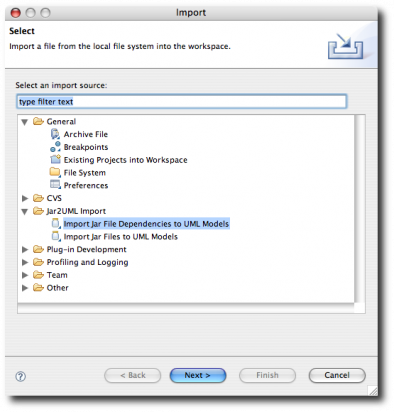 Import
Select
Import a file from the local file system into the workspace.
Select an import source:
type filter text
General
Archive File
Breakpoints
Existing Projects into Workspace
File System
Preferences
CVS
Jar2UML Import
Import Jar File Dependencies to UML Models
Import Jar Files to UML Models
Plug-in Development
Profiling and Logging
Team
Other
?
< Back
Next >
Finish
Cancel